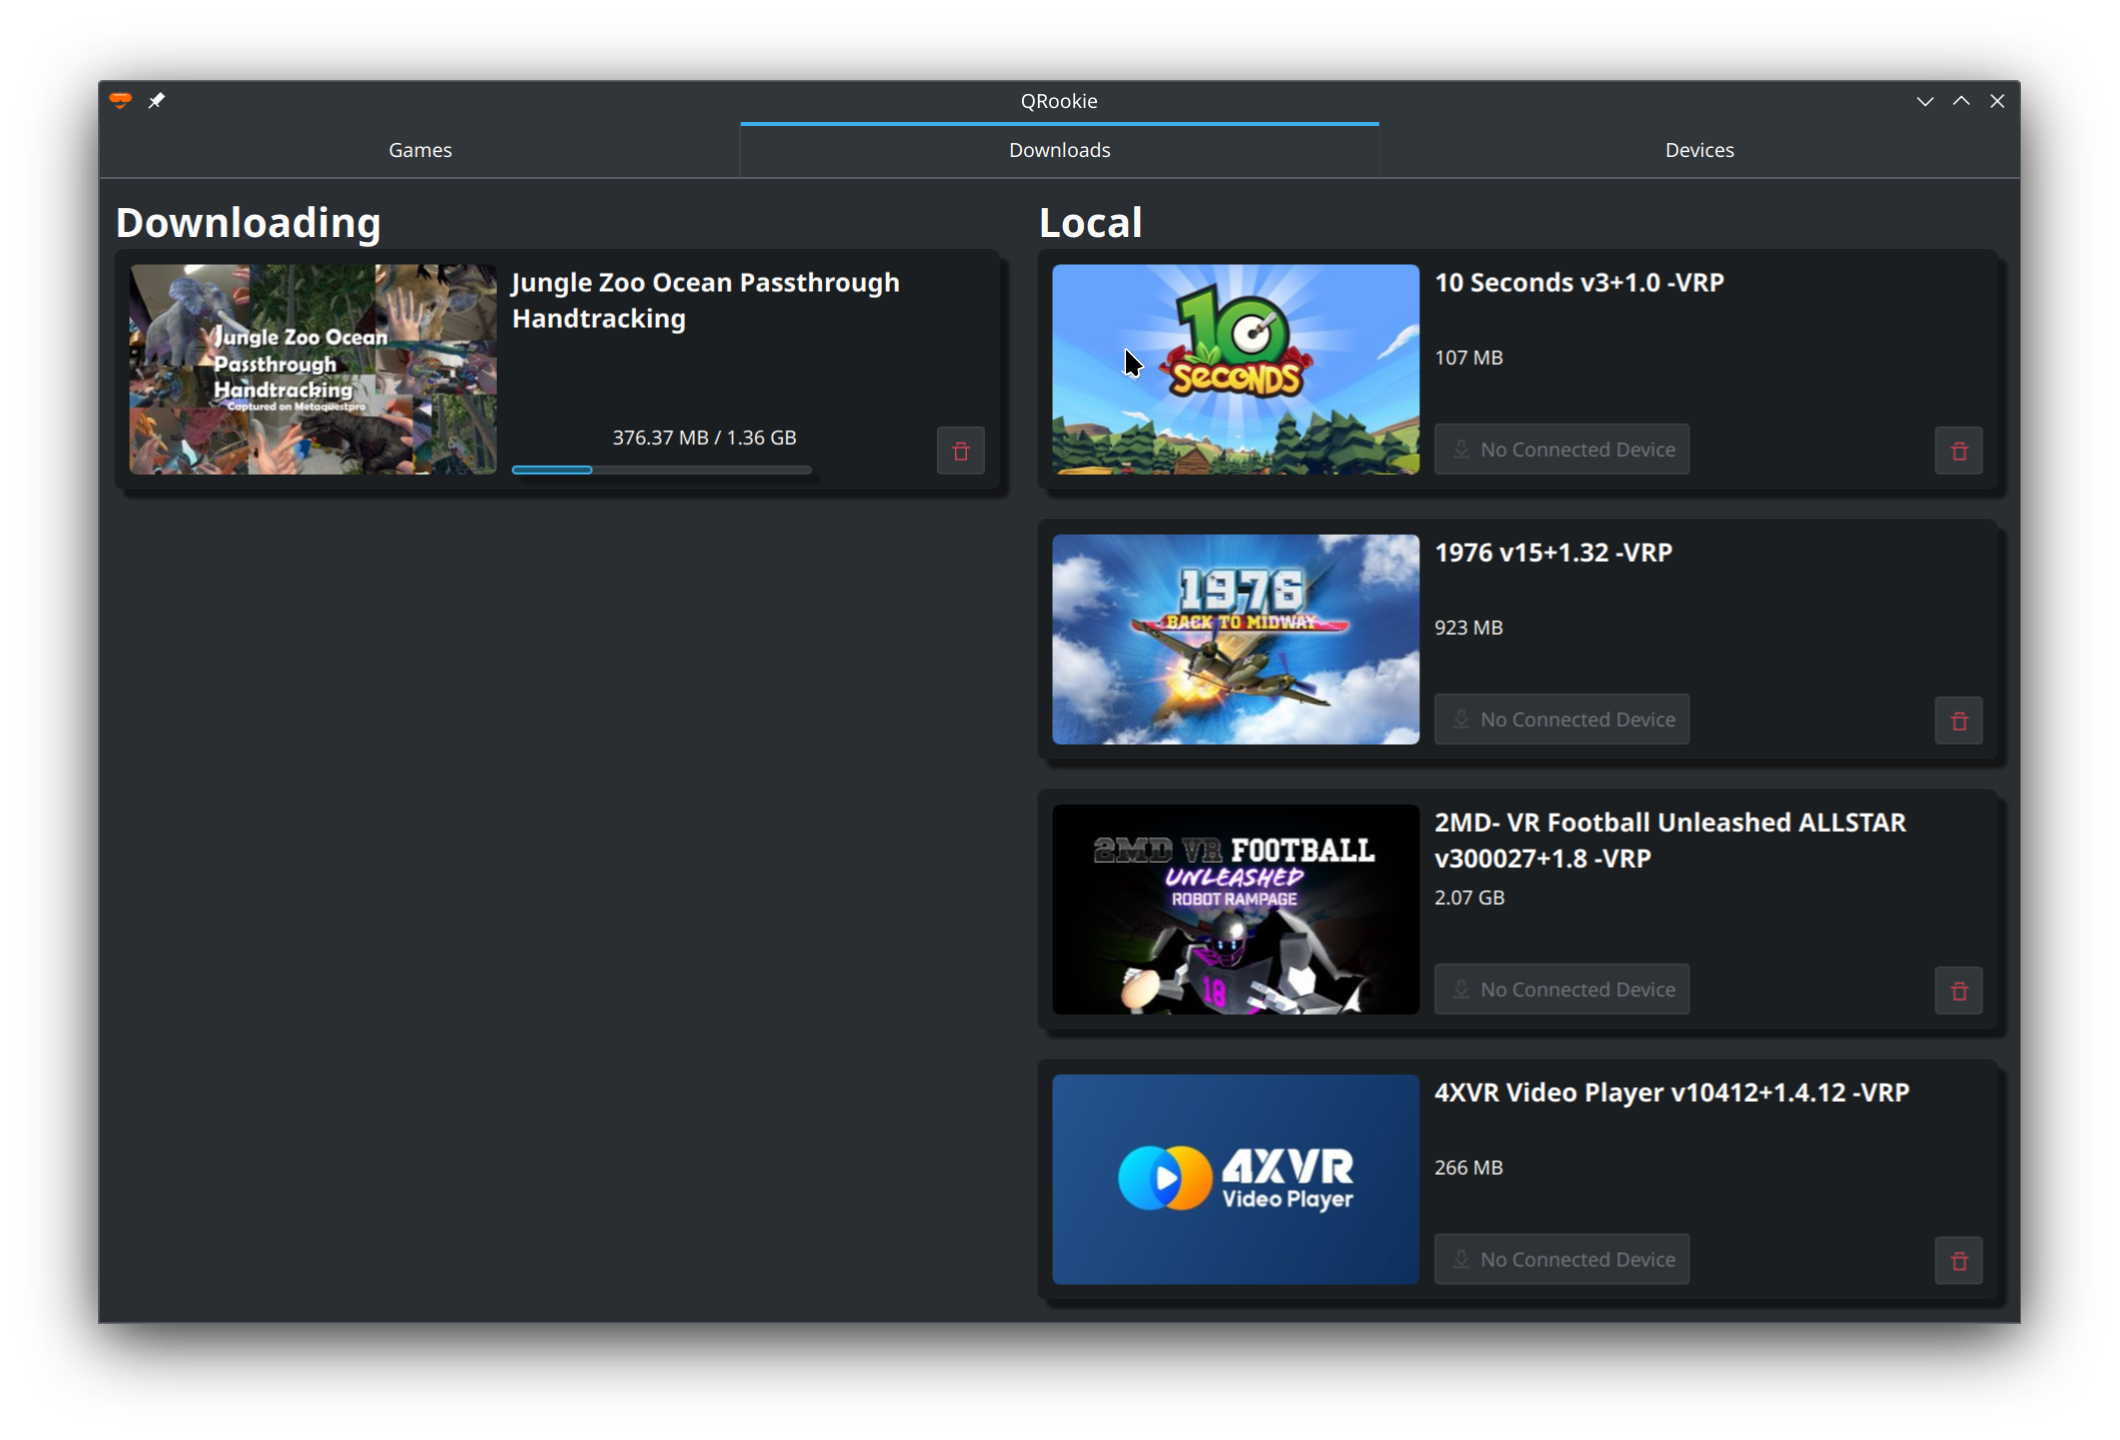 QRookie
Games
Downloads
Devices
Downloading
Jungle Zoo Ocean
Passthrough
Handtracking
Captured on Metaquestpro
Jungle Zoo Ocean Passthrough
Handtracking
376.37 MB / 1.36 GB
Local
10
SECONDS
10 Seconds v3+1.0 -VRP
107 MB
No Connected Device
1976
BACK TO MIDWAY
1976 v15+1.32 -VRP
923 MB
No Connected Device
2MD VR FOOTBALL
UNLEASHED
ROBOT RAMPAGE
18
2MD- VR Football Unleashed ALLSTAR
v300027+1.8 -VRP
2.07 GB
No Connected Device
4XVR
Video Player
4XVR Video Player v10412+1.4.12 -VRP
266 MB
No Connected Device